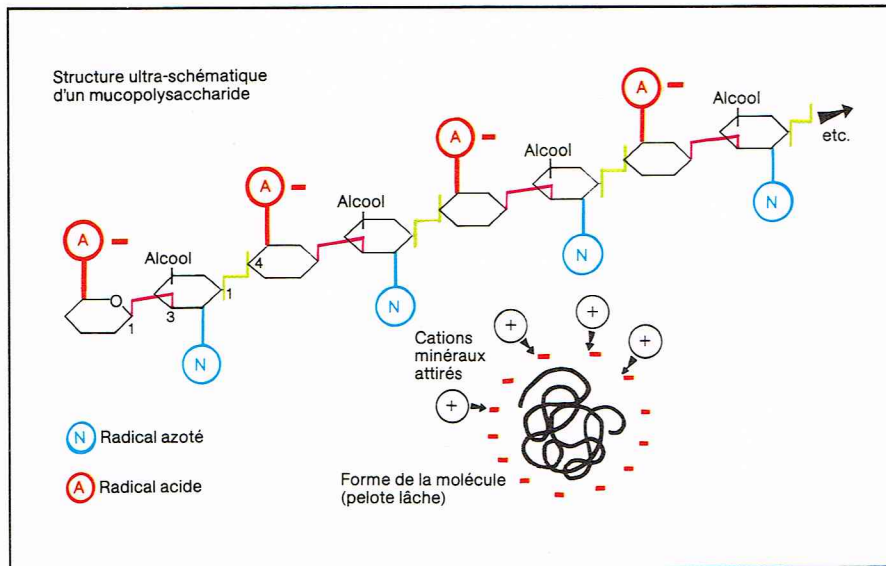 Structure ultra-schématique
d'un mucopolysaccharide
A
Alcool
etc.
A
Alcool
N
A
Alcool
N
A
Alcool
O
1
3
1
4
N
N
Cations
minéraux
attirés
+
+
+
+
N Radical azoté
A Radical acide
Forme de la molécule
(pelote lâche)